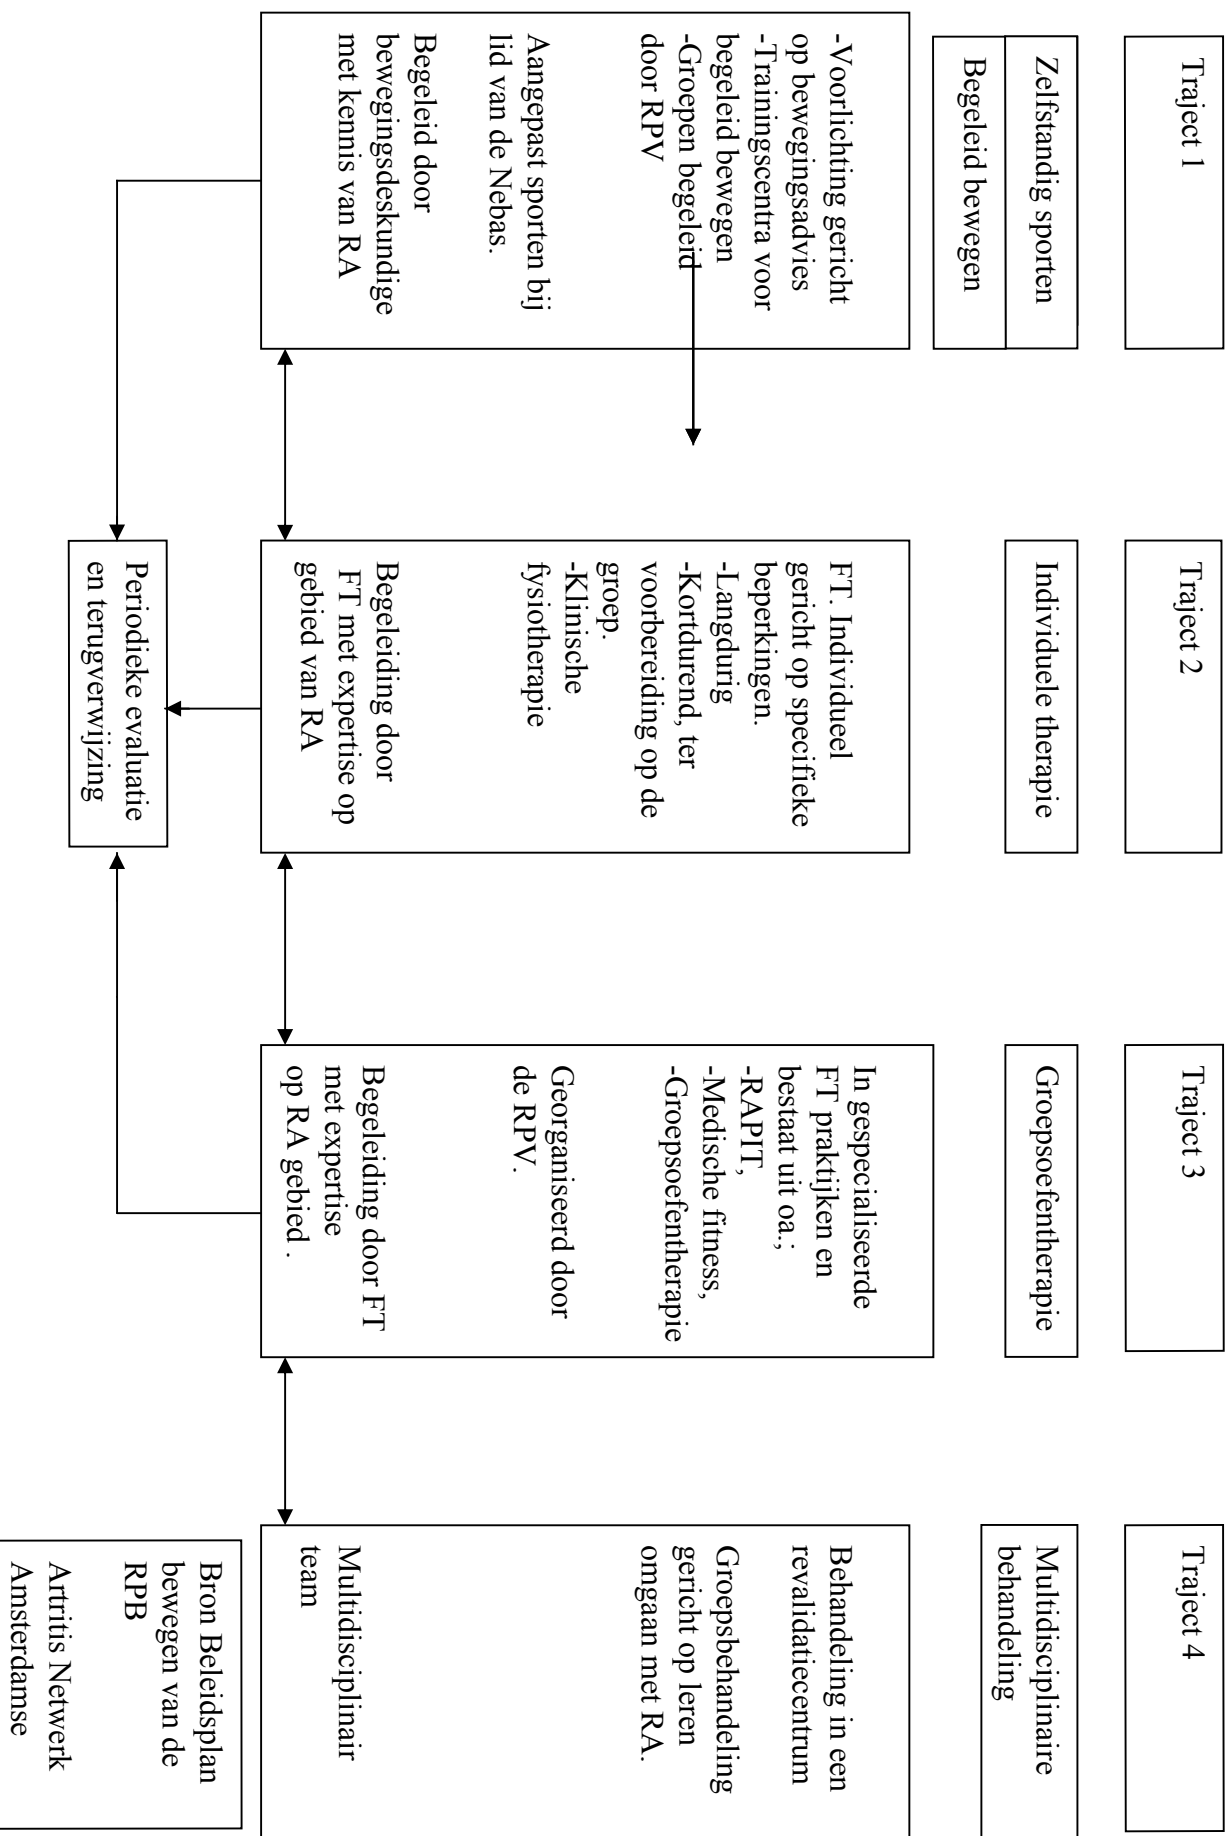 Traject 1
Zelfstandig sporten
Begeleid bewegen
-Voorlichting gericht
op bewegingsadvies
-Trainingscentra voor
begeleid bewegen
-Groepen begeleid
door RPV
Aangepast sporten bij
lid van de Nebas.
Begeleid door
bewegingsdeskundige
met kennis van RA
Traject 2
Individuele therapie
FT. Individueel
gericht op specifieke
beperkingen.
-Langdurig
-Kortdurend, ter
voorbereiding op de
groep.
-Klinische
fysiotherapie
Begeleiding door
FT met expertise op
gebied van RA
Periodieke evaluatie
en terugverwijzing
Traject 3
Groepsoefentherapie
In gespecialiseerde
FT praktijken en
bestaat uit oa.;
-RAPIT,
-Medische fitness,
-Groepsoefentherapie
Georganiseerd door
de RPV.
Begeleiding door FT
met expertise
op RA gebied .
Traject 4
Multidisciplinaire
behandeling
Behandeling in een
revalidatiecentrum
Groepsbehandeling
gericht op leren
omgaan met RA.
Multidisciplinair
team
Bron Beleidsplan
bewegen van de
RPB
Artritis Netwerk
Amsterdamse